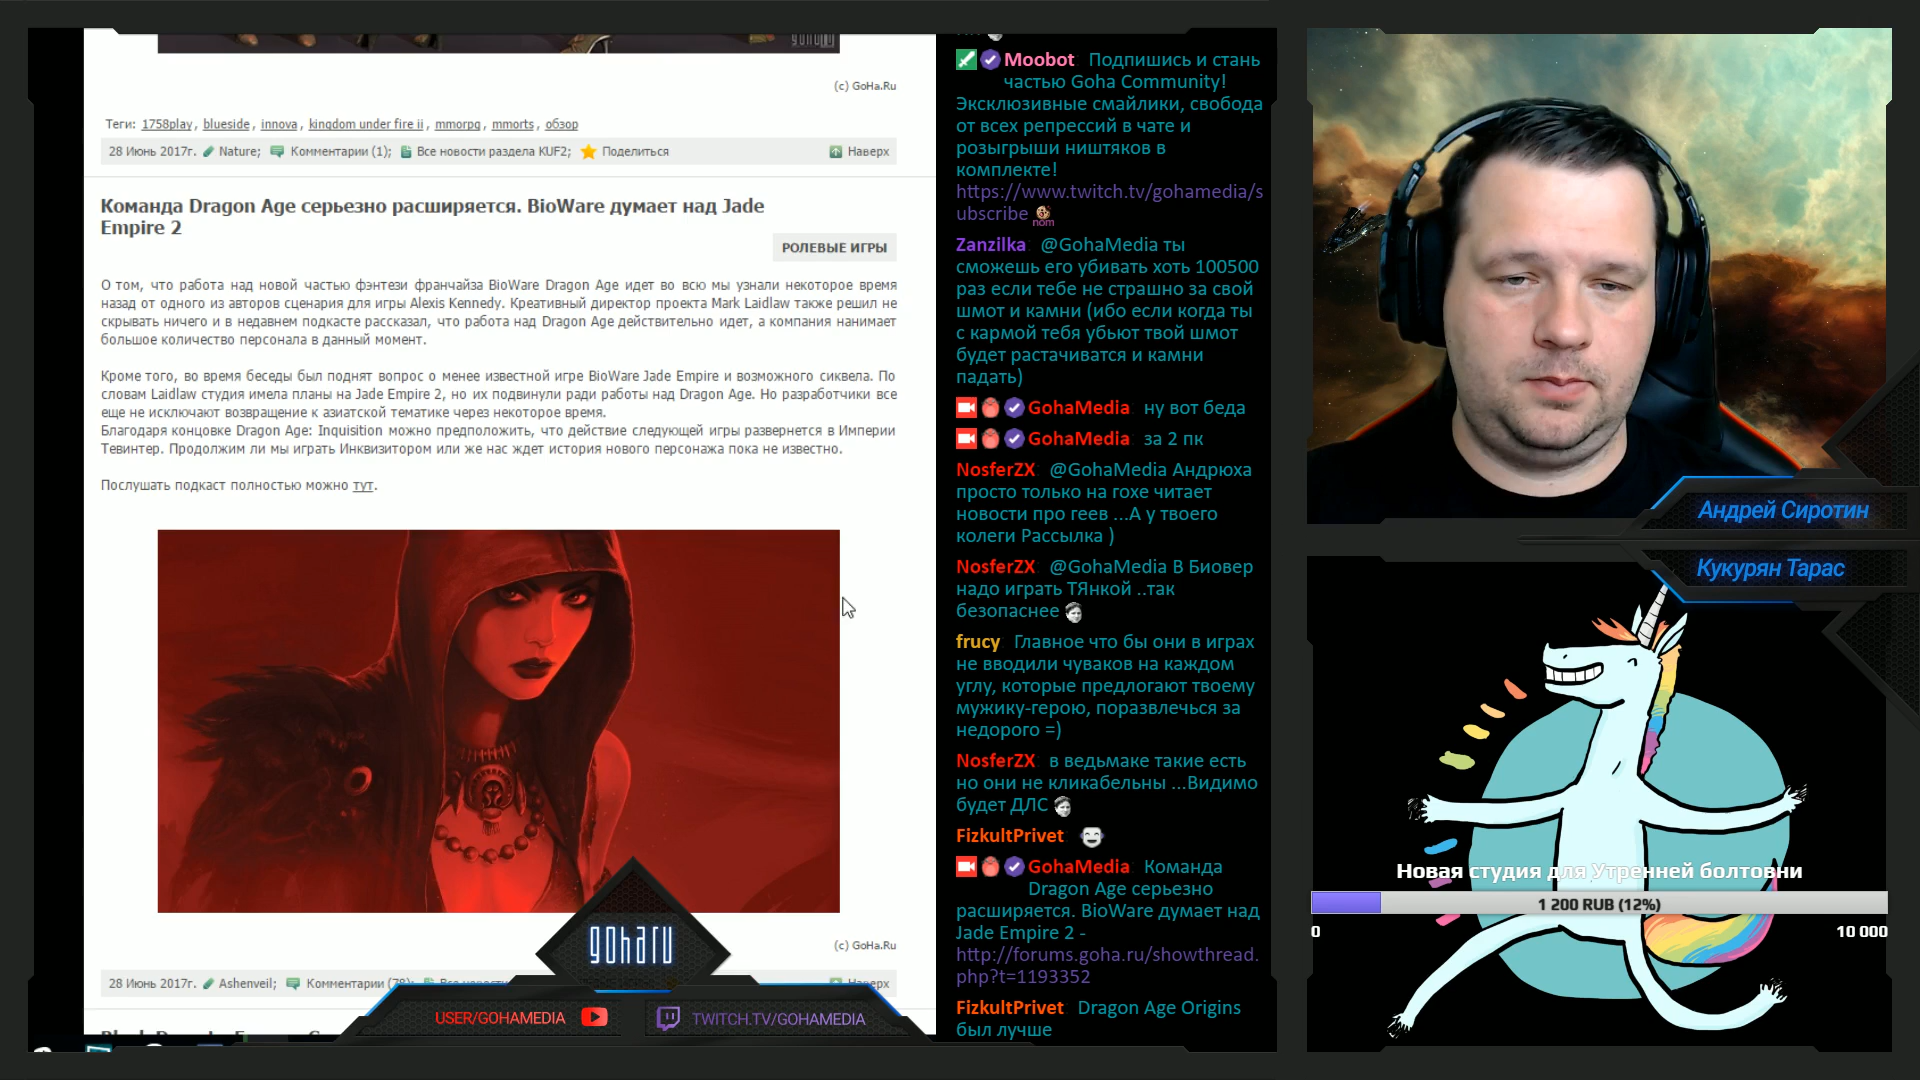 (c) GoHa.Ru
Теги: 1758play, blueside, innova, kingdom under fire ii, mmorpg, mmorts, обзор
28 Июнь 2017г. Nature; Комментарии (1); Все новости раздела KUF2; Поделиться Наверх
Команда Dragon Age серьезно расширяется. BioWare думает над Jade
Empire 2
РОЛЕВЫЕ ИГРЫ
О том, что работа над новой частью фэнтези франчайза BioWare Dragon Age идет во всю мы узнали некоторое время
назад от одного из авторов сценария для игры Alexis Kennedy. Креативный директор проекта Mark Laidlaw также решил не
скрывать ничего и в недавнем подкасте рассказал, что работа над Dragon Age действительно идет, а компания нанимает
большое количество персонала в данный момент.
Кроме того, во время беседы был поднят вопрос о менее известной игре BioWare Jade Empire и возможного сиквела. По
словам Laidlaw студия имела планы на Jade Empire 2, но их подвинули ради работы над Dragon Age. Но разработчики все
еще не исключают возвращение к азиатской тематике через некоторое время.
Благодаря концовке Dragon Age: Inquisition можно предположить, что действие следующей игры развернется в Империи
Тевинтер. Продолжим ли мы играть Инквизитором или же нас ждет история нового персонажа пока не известно.
Послушать подкаст полностью можно тут.
(c) GoHa.Ru
28 Июнь 2017г. Ashenveil; Комментарии
goharu
USER/GOHAMEDIA
TWITCH.TV/GOHAMEDIA
Moobot Подпишись и стань
частью Goha Community!
Эксклюзивные смайлики, свобода
от всех репрессий в чате и
розыгрыши ништяков в
комплекте!
https://www.twitch.tv/gohamedia/s
ubscribe nom
Zanzilka @GohaMedia ты
сможешь его убивать хоть 100500
раз если тебе не страшно за свой
шмот и камни (ибо если когда ты
с кармой тебя убьют твой шмот
будет растачиватся и камни
падать)
GohaMedia ну вот беда
GohaMedia за 2 пк
NosferZX @GohaMedia Андрюха
просто только на гохе читает
новости про геев ...А у твоего
колеги Рассылка )
NosferZX @GohaMedia В Биовер
надо играть ТЯнкой ..так
безопаснее
frucy Главное что бы они в играх
не вводили чуваков на каждом
углу, которые предлогают твоему
мужику-герою, поразвлечься за
недорого =)
NosferZX в ведьмаке такие есть
но они не кликабельны ...Видимо
будет ДЛС
FizkultPrivet
GohaMedia Команда
Dragon Age серьезно
расширяется. BioWare думает над
Jade Empire 2 -
http://forums.goha.ru/showthread.
php?t=1193352
FizkultPrivet Dragon Age Origins
был лучше
Андрей Сиротин
Кукурян Тарас
Новая студия для Утренней болтовни
1 200 RUB (12%)
0 10 000